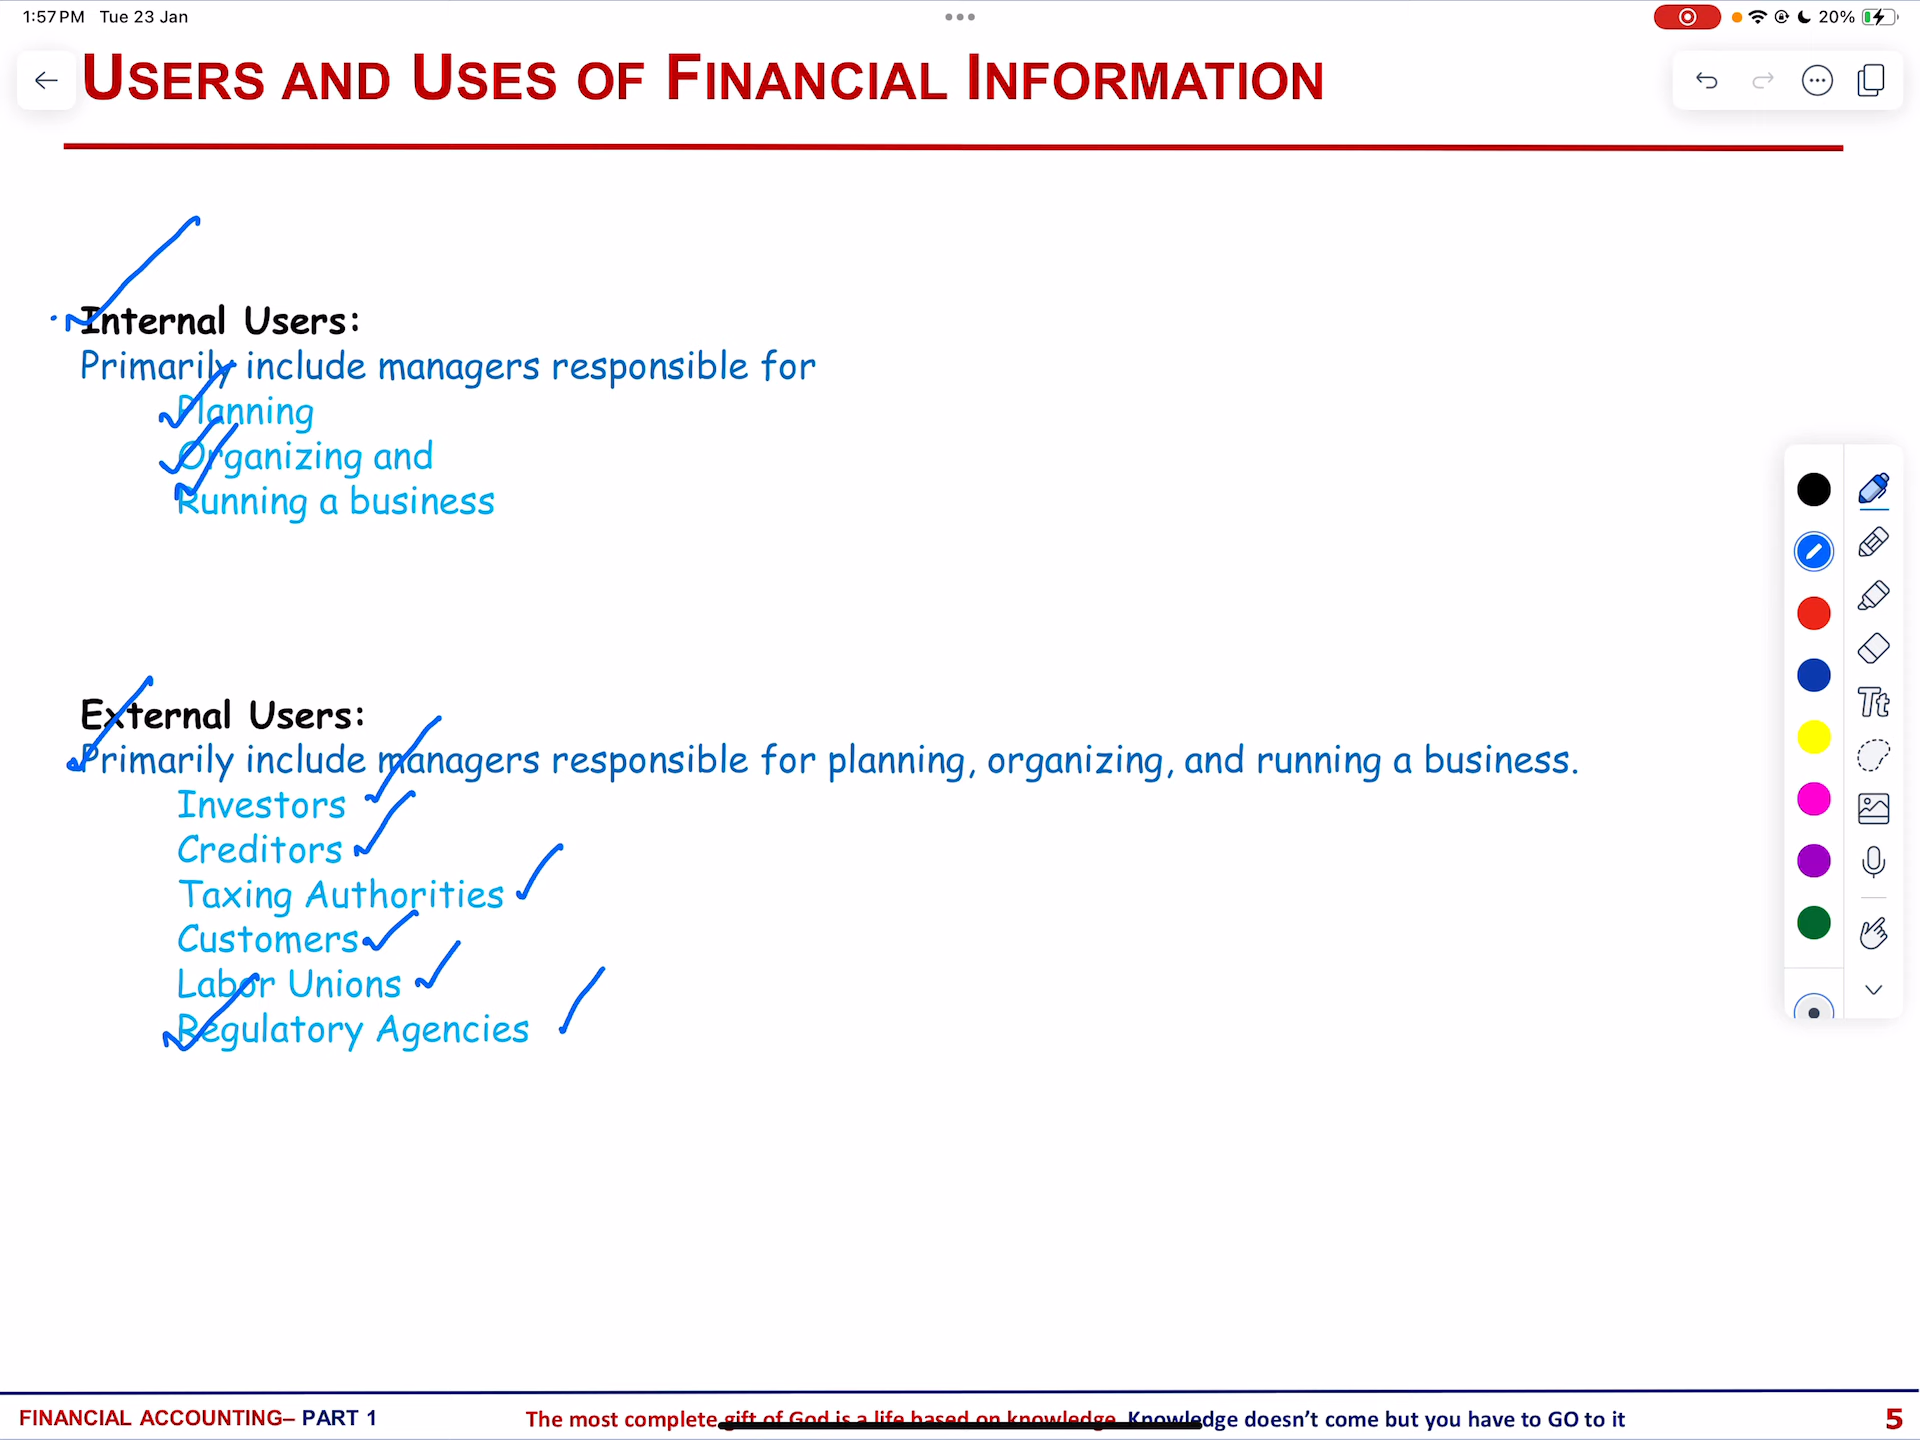 1:57 PM Tue 23 Jan
20%
USERS AND USES OF FINANCIAL INFORMATION
Internal Users:
Primarily include managers responsible for
Planning
Organizing and
Running a business
External Users:
Primarily include managers responsible for planning, organizing, and running a business.
Investors
Creditors
Taxing Authorities
Customers
Labor Unions
Regulatory Agencies
Tt
FINANCIAL ACCOUNTING– PART 1
The most complete gift of God is a life based on knowledge. Knowledge doesn’t come but you have to GO to it
5